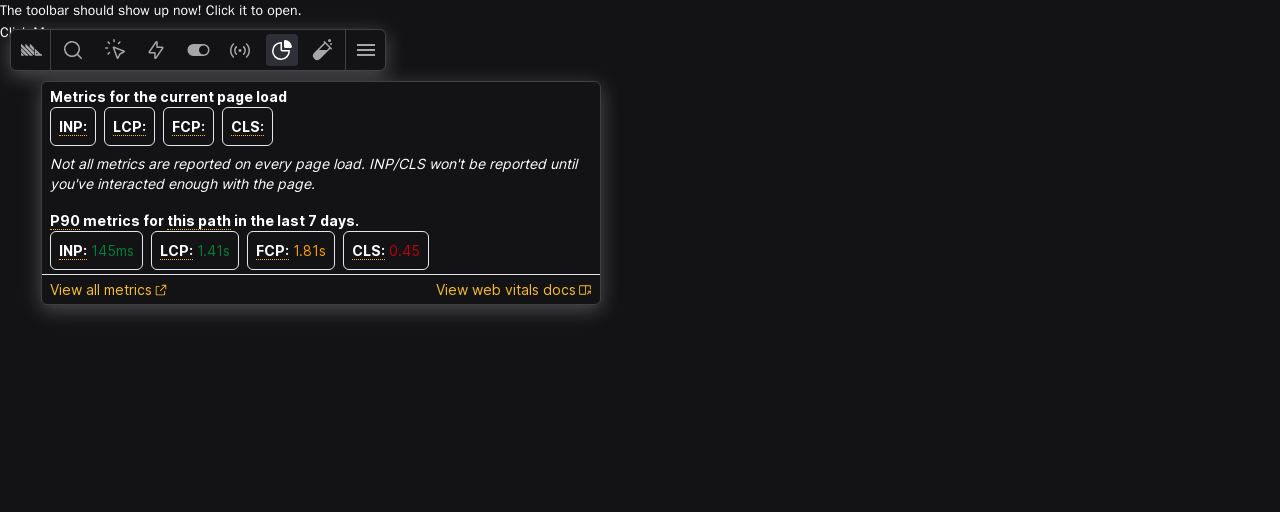 The toolbar should show up now! Click it to open.
Metrics for the current page load
INP: LCP: FCP: CLS:
Not all metrics are reported on every page load. INP/CLS won't be reported until
you've interacted enough with the page.
P90 metrics for this path in the last 7 days.
INP: 145ms LCP: 1.41s FCP: 1.81s CLS: 0.45
View all metrics View web vitals docs